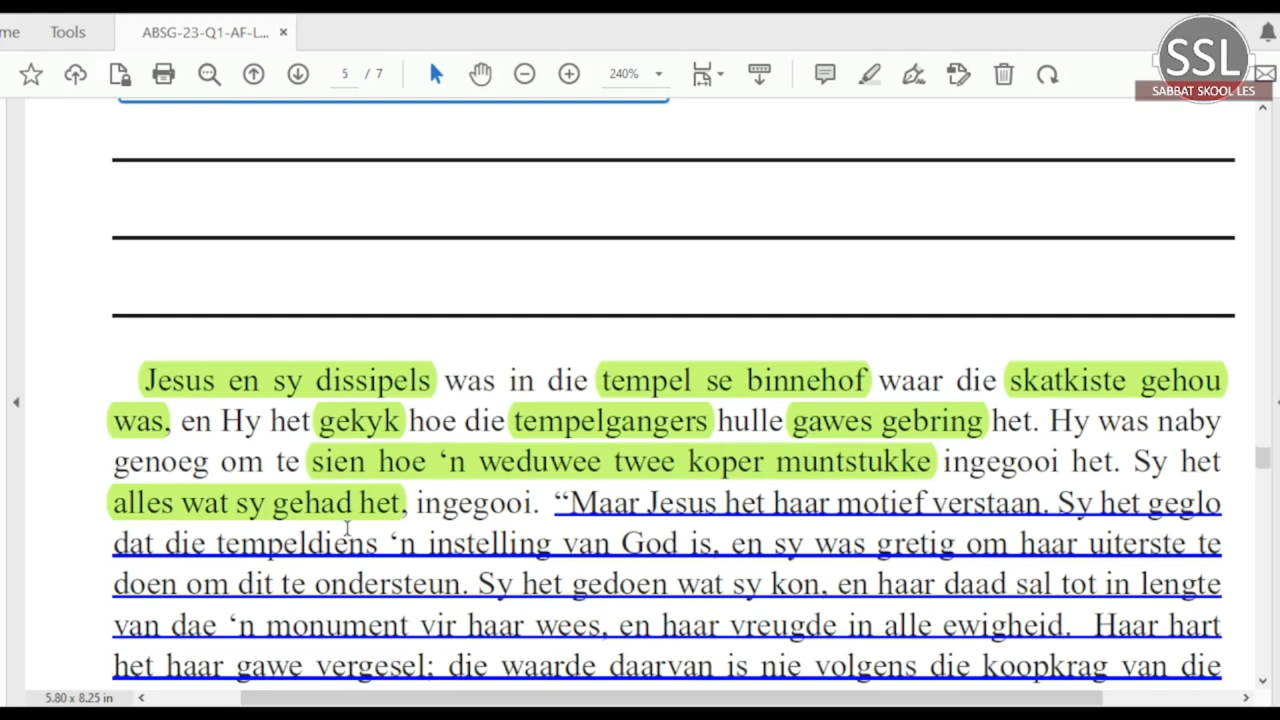 me Tools ABSG-23-Q1-AF-L... ×
5 / 7 240%
SSL
SABBAT SKOOL LES
Jesus en sy dissipels was in die tempel se binnehof waar die skatkiste gehou
was, en Hy het gekyk hoe die tempelgangers hulle gawes gebring het. Hy was naby
genoeg om te sien hoe ‘n weduwee twee koper muntstukke ingegooi het. Sy het
alles wat sy gehad het, ingegooi. “Maar Jesus het haar motief verstaan. Sy het geglo
dat die tempeldiens ‘n instelling van God is, en sy was gretig om haar uiterste te
doen om dit te ondersteun. Sy het gedoen wat sy kon, en haar daad sal tot in lengte
van dae ‘n monument vir haar wees, en haar vreugde in alle ewigheid. Haar hart
het haar gawe vergesel; die waarde daarvan is nie volgens die koopkrag van die
5.80 x 8.25 in